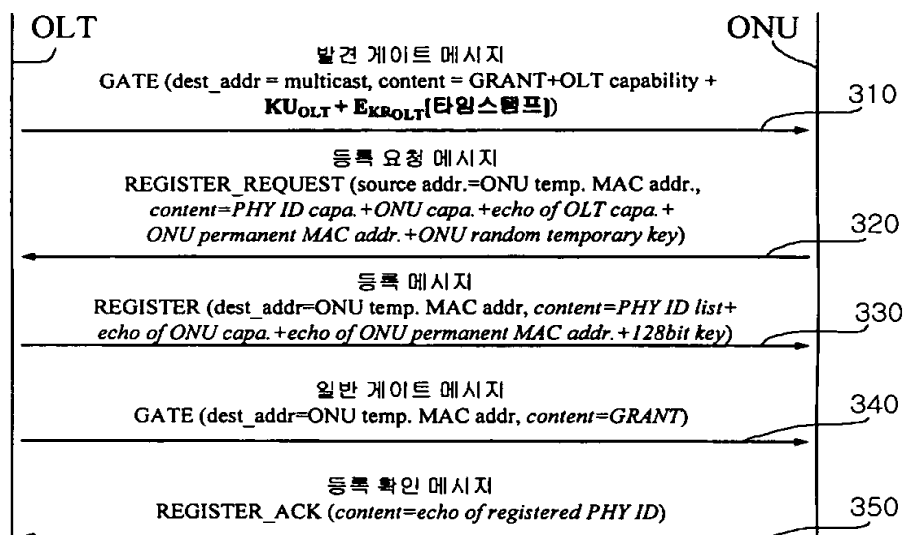 OLT
ONU
발견 게이트 메시지
GATE (dest_addr = multicast, content = GRANT+OLT capability +
KU_OLT + E_KR_OLT[타임스탬프])
310
등록 요청 메시지
REGISTER_REQUEST (source addr.=ONU temp. MAC addr.,
content=PHY ID capa.+ONU capa.+echo of OLT capa.+
ONU permanent MAC addr.+ONU random temporary key)
320
등록 메시지
REGISTER (dest_addr=ONU temp. MAC addr, content=PHY ID list+
echo of ONU capa.+echo of ONU permanent MAC addr.+128bit key)
330
일반 게이트 메시지
GATE (dest_addr=ONU temp. MAC addr, content=GRANT)
340
등록 확인 메시지
REGISTER_ACK (content=echo of registered PHY ID)
350